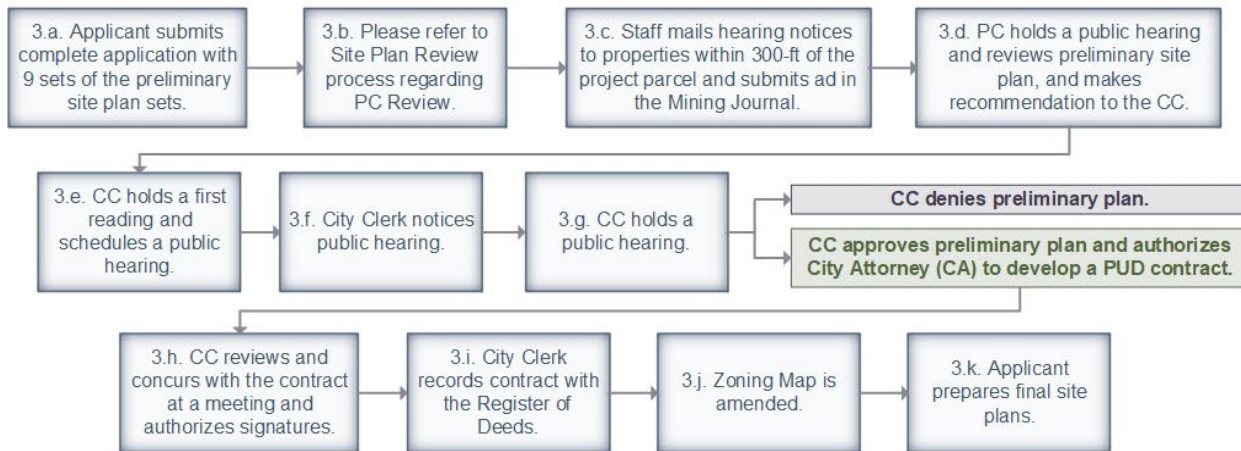 3.a. Applicant submits
complete application with
9 sets of the preliminary
site plan sets.
3.b. Please refer to
Site Plan Review
process regarding
PC Review.
3.c. Staff mails hearing notices
to properties within 300-ft of the
project parcel and submits ad in
the Mining Journal.
3.d. PC holds a public hearing
and reviews preliminary site
plan, and makes
recommendation to the CC.
3.e. CC holds a first
reading and
schedules a public
hearing.
3.f. City Clerk notices
public hearing.
3.g. CC holds a
public hearing.
CC denies preliminary plan.
CC approves preliminary plan and authorizes
City Attorney (CA) to develop a PUD contract.
3.h. CC reviews and
concurs with the contract
at a meeting and
authorizes signatures.
3.i. City Clerk
records contract with
the Register of
Deeds.
3.j. Zoning Map is
amended.
3.k. Applicant
prepares final site
plans.